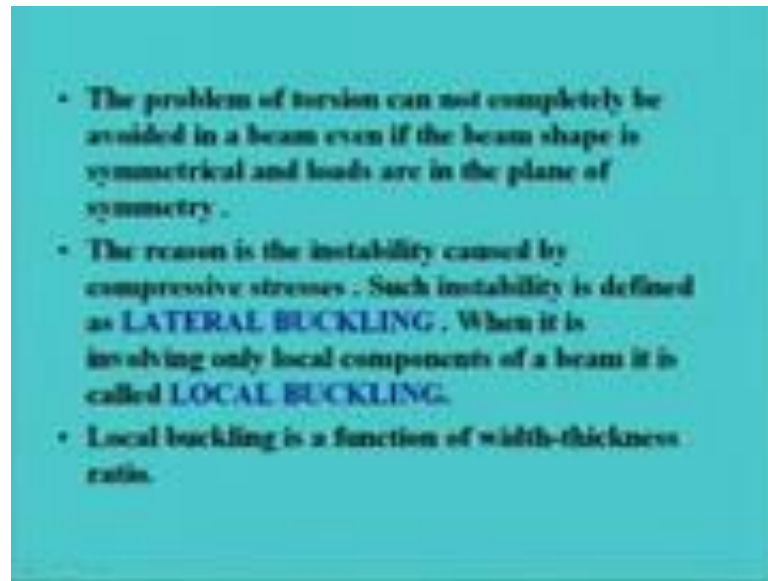 • The problem of torsion can not completely be
avoided in a beam even if the beam shape is
symmetrical and loads are in the plane of
symmetry .
• The reason is the instability caused by
compressive stresses . Such instability is defined
as LATERAL BUCKLING . When it is
involving only local components of a beam it is
called LOCAL BUCKLING.
• Local buckling is a function of width-thickness
ratio.